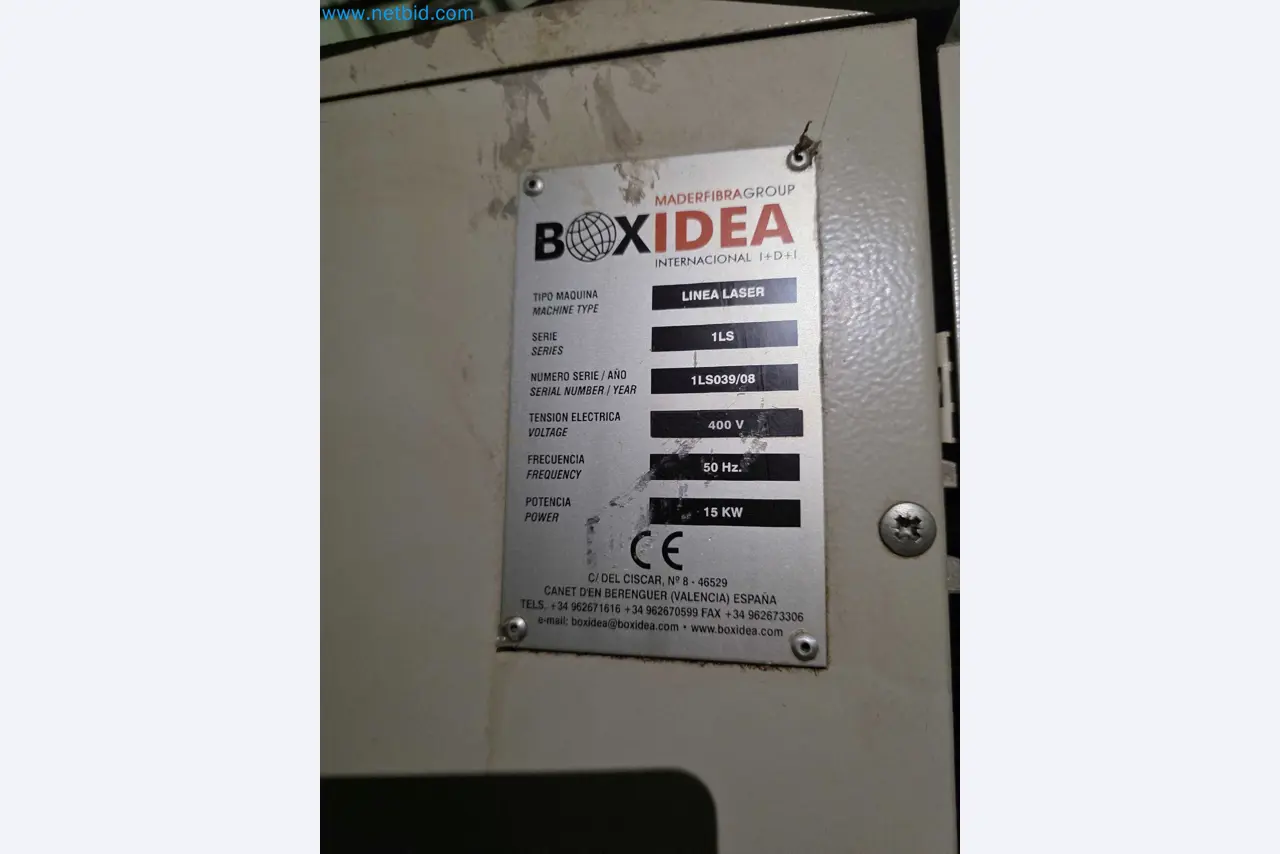 www.netbid.com
MADERFIBRAGROUP
BOXIDEA
INTERNACIONAL I+D+I
TIPO MAQUINA
MACHINE TYPE
LINEA LASER
SERIE
SERIES
1LS
NUMERO SERIE / AÑO
SERIAL NUMBER / YEAR
1LS039/08
TENSION ELECTRICA
VOLTAGE
400 V
FRECUENCIA
FREQUENCY
50 Hz.
POTENCIA
POWER
15 KW
CE
C/ DEL CISCAR, Nº 8 - 46529
CANET D'EN BERENGUER (VALENCIA) ESPAÑA
TELS. +34 962671616 +34 962670599 FAX +34 962673306
e-mail: boxidea@boxidea.com • www.boxidea.com